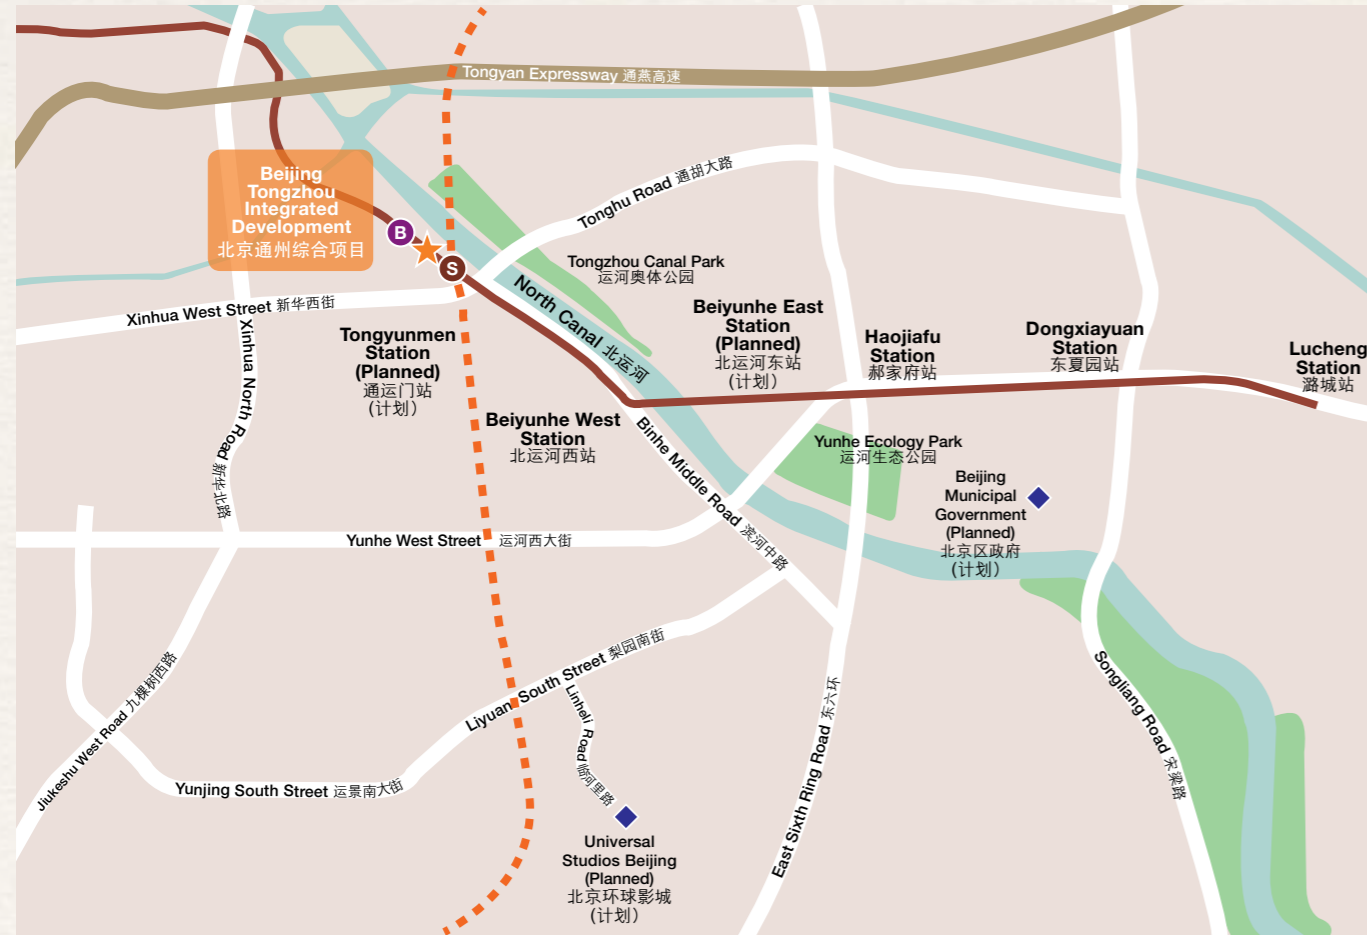 Tongyan Expressway 通燕高速
Beijing
Tongzhou
Integrated
Development
北京通州综合项目
B
S
Tonghu Road 通胡大路
Tongzhou Canal Park
运河奥体公园
North Canal 北运河
Xinhua West Street 新华西街
Xinhua North Road 新华北路
Tongyunmen
Station
(Planned)
通运门站
(计划)
Beiyunhe East
Station
(Planned)
北运河东站
(计划)
Haojiafu
Station
郝家府站
Dongxiayuan
Station
东夏园站
Lucheng
Station
潞城站
Beiyunhe West
Station
北运河西站
Binhe Middle Road 滨河中路
Yunhe Ecology Park
运河生态公园
Beijing
Municipal
Government
(Planned)
北京区政府
(计划)
Yunhe West Street 运河西大街
Liyuan South Street 梨园南街
Linheli Road 临河里路
Jiukeshu West Road 九棵树西路
Yunjing South Street 运景南大街
East Sixth Ring Road 东六环
Songliang Road 宋梁路
Universal
Studios Beijing
(Planned)
北京环球影城
(计划)